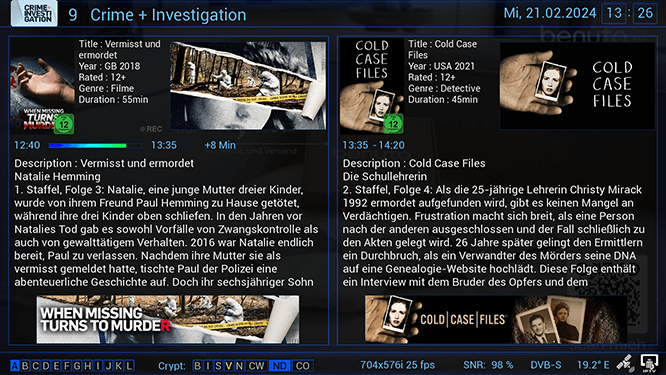 CRIME+
INVESTI
GATION
9 Crime + Investigation
Mi, 21.02.2024 13 : 26
benuta
Title : Vermisst und
ermordet
Year : GB 2018
Rated : 12+
Genre : Filme
Duration : 55min
WHEN MISSING
TURNS TO
MURDER
12
REC
12:40
13:35
+8 Min
Description : Vermisst und ermordet
Natalie Hemming
1. Staffel, Folge 3: Natalie, eine junge Mutter dreier Kinder,
wurde von ihrem Freund Paul Hemming zu Hause getötet,
während ihre drei Kinder oben schliefen. In den Jahren vor
Natalies Tod gab es sowohl Vorfälle von Zwangskontrolle als
auch von gewalttätigem Verhalten. 2016 war Natalie endlich
bereit, Paul zu verlassen. Nachdem ihre Mutter sie als
vermisst gemeldet hatte, tischte Paul der Polizei eine
abenteuerliche Geschichte auf. Doch ihr sechsjähriger Sohn
WHEN MISSING
TURNS TO MURDER
COLD
CASE
FILES
12
Title : Cold Case
Files
Year : USA 2021
Rated : 12+
Genre : Detective
Duration : 45min
COLD
CASE
FILES
13:35 - 14:20
Description : Cold Case Files
Die Schullehrerin
2. Staffel, Folge 4: Als die 25-jährige Lehrerin Christy Mirack
1992 ermordet aufgefunden wird, gibt es keinen Mangel an
Verdächtigen. Frustration macht sich breit, als eine Person
nach der anderen ausgeschlossen und der Fall schließlich zu
den Akten gelegt wird. 26 Jahre später gelingt den Ermittlern
ein Durchbruch, als ein Verwandter des Mörders seine DNA
auf eine Genealogie-Website hochlädt. Diese Folge enthält
ein Interview mit dem Bruder des Opfers und dem
COLD|CASE|FILES
A B C D E F G H I J K L
Crypt: B I S V N CW ND CO
704x576i 25 fps
SNR: 98 %
DVB-S
19.2° E